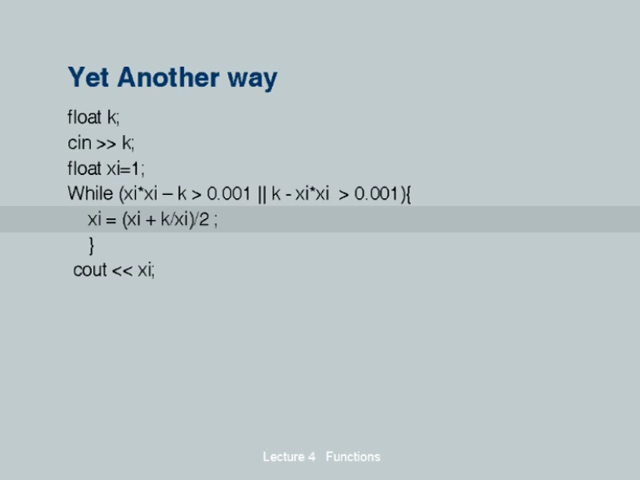 Yet Another way
float k;
cin >> k;
float xi=1;
While (xi*xi – k > 0.001 || k - xi*xi  > 0.001){
xi = (xi + k/xi)/2 ;
}
cout << xi;
Lecture 4   Functions